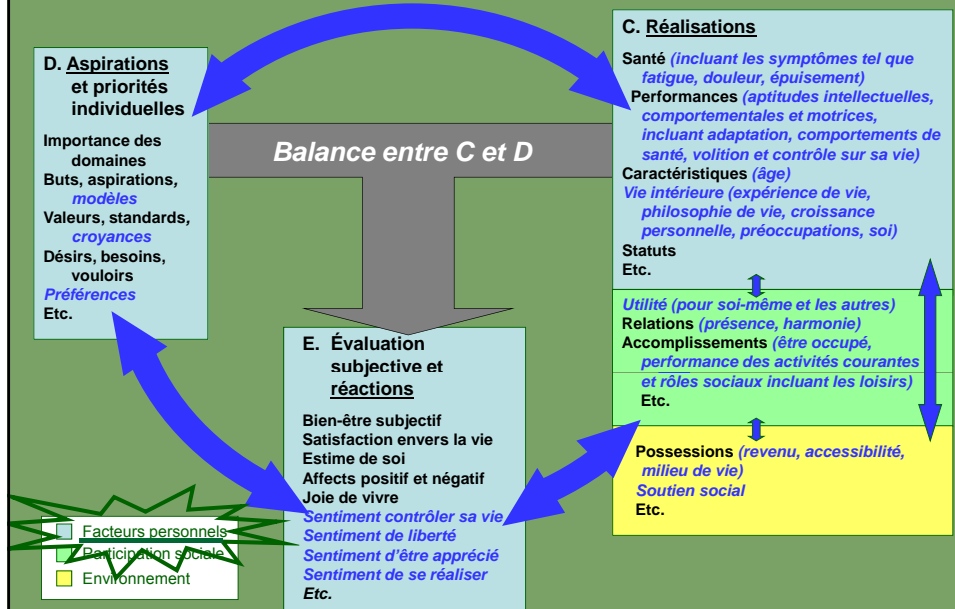 D. Aspirations
et priorités
individuelles
Importance des
domaines
Buts, aspirations,
modèles
Valeurs, standards,
croyances
Désirs, besoins,
vouloirs
Préférences
Etc.
Balance entre C et D
C. Réalisations
Santé (incluant les symptômes tel que
fatigue, douleur, épuisement)
Performances (aptitudes intellectuelles,
comportementales et motrices,
incluant adaptation, comportements de
santé, volition et contrôle sur sa vie)
Caractéristiques (âge)
Vie intérieure (expérience de vie,
philosophie de vie, croissance
personnelle, préoccupations, soi)
Statuts
Etc.
Utilité (pour soi-même et les autres)
Relations (présence, harmonie)
Accomplissements (être occupé,
performance des activités courantes
et rôles sociaux incluant les loisirs)
Etc.
Possessions (revenu, accessibilité,
milieu de vie)
Soutien social
Etc.
E. Évaluation
subjective et
réactions
Bien-être subjectif
Satisfaction envers la vie
Estime de soi
Affects positif et négatif
Joie de vivre
Sentiment contrôler sa vie
Sentiment de liberté
Sentiment d'être apprécié
Sentiment de se réaliser
Etc.
Facteurs personnels
Participation sociale
Environnement